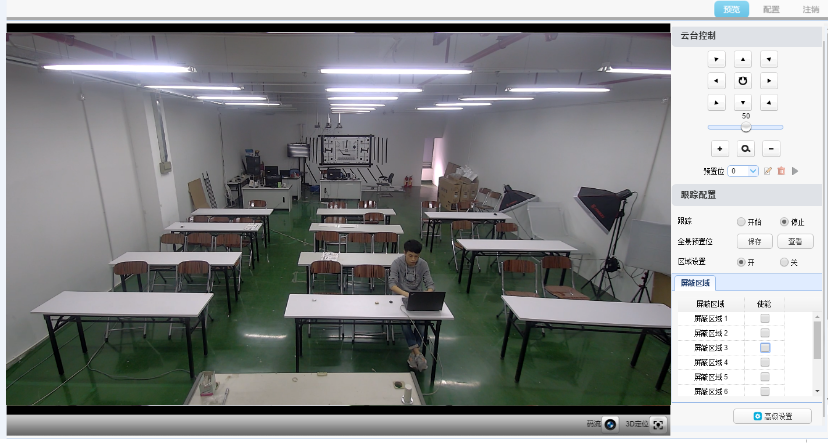 预览 配置 注销
云台控制
50
预置位 0
跟踪配置
跟踪 开始 停止
全景预置位 保存 查看
区域设置 开 关
屏蔽区域
屏蔽区域 使能
屏蔽区域 1
屏蔽区域 2
屏蔽区域 3
屏蔽区域 4
屏蔽区域 5
屏蔽区域 6
高级设置
码流 3D定位